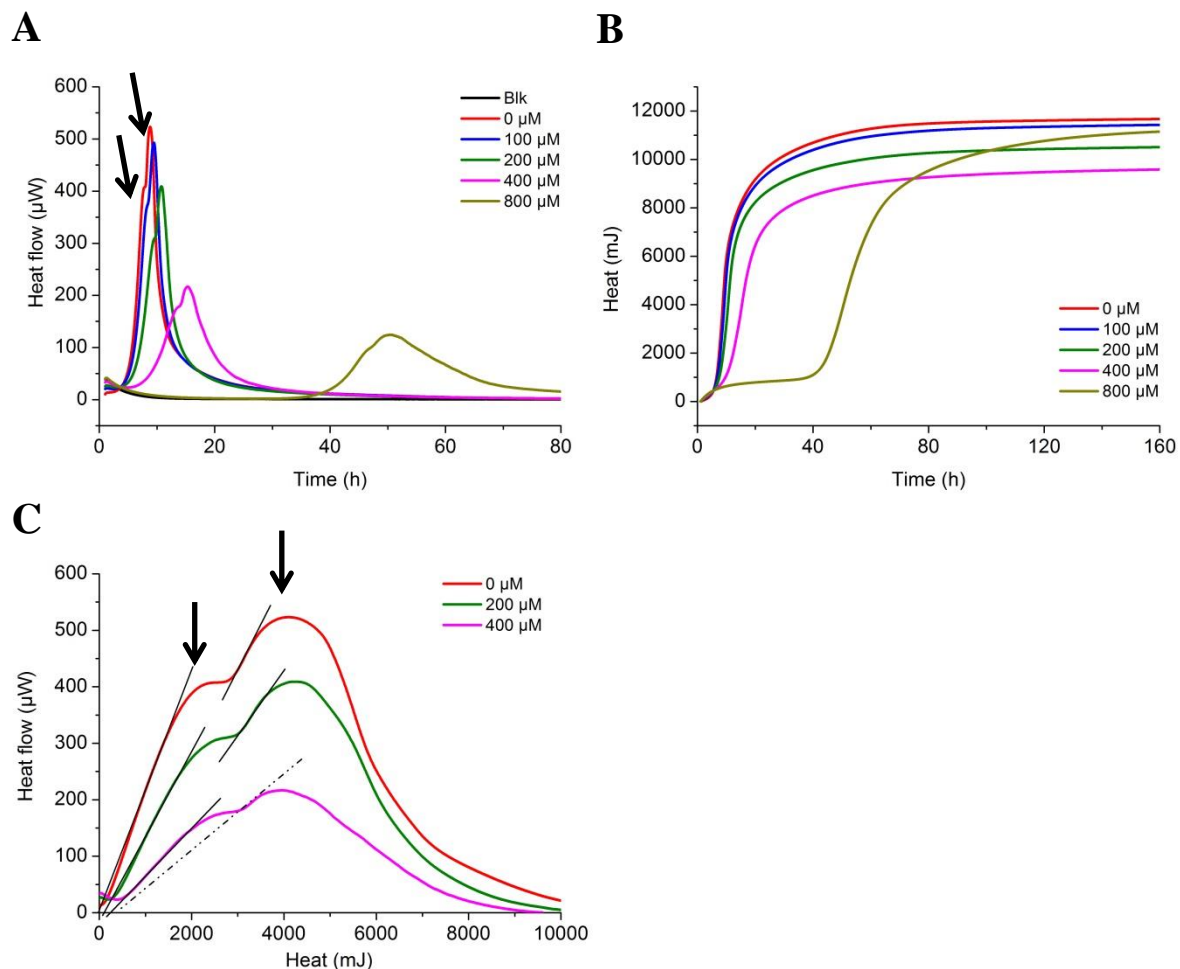 A
600
500
400
300
200
100
0
Heat flow (µW)
0 20 40 60 80
Time (h)
Blk
0 µM
100 µM
200 µM
400 µM
800 µM
B
12000
10000
8000
6000
4000
2000
0
Heat (mJ)
0 40 80 120 160
Time (h)
0 µM
100 µM
200 µM
400 µM
800 µM
C
600
500
400
300
200
100
0
Heat flow (µW)
0 2000 4000 6000 8000 10000
Heat (mJ)
0 µM
200 µM
400 µM